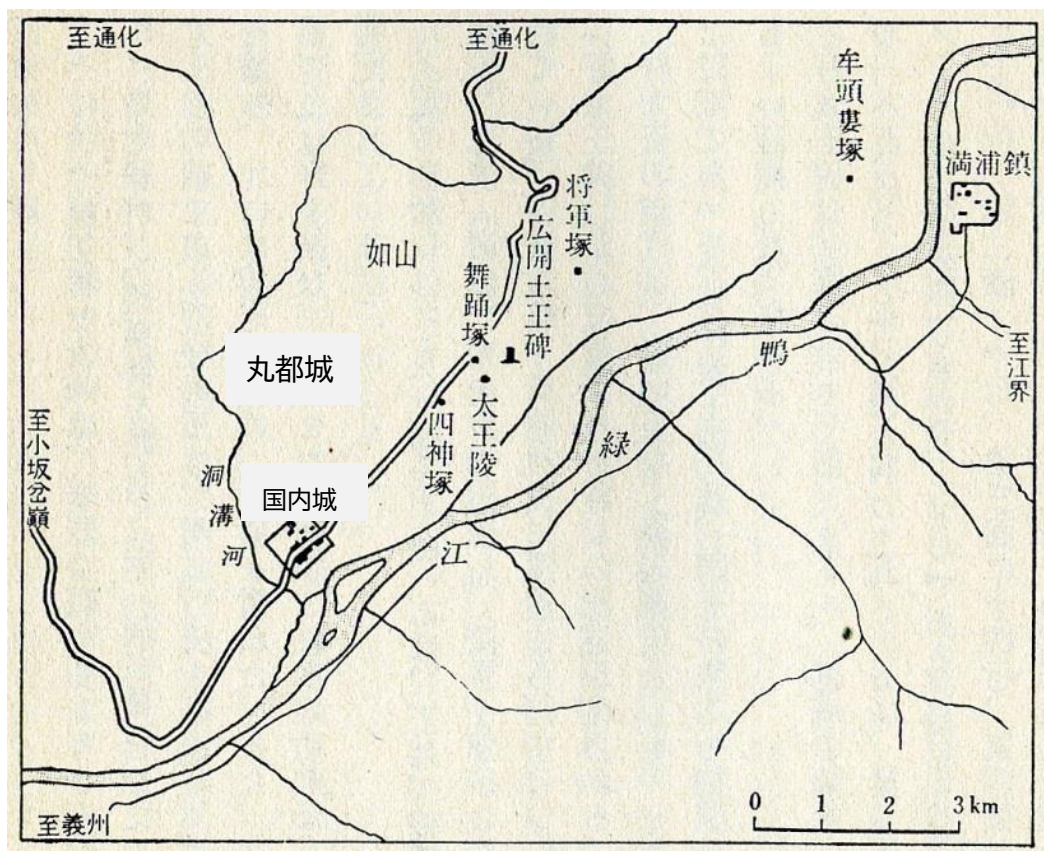 至通化
至通化
牟頭婁塚
満浦鎮
将軍塚
広開土王碑
如山
舞踊塚
丸都城
鴨
至江界
太王陵
四神塚
至小坂岔嶺
緑
洞溝河
国内城
江
0 1 2 3 km
至義州